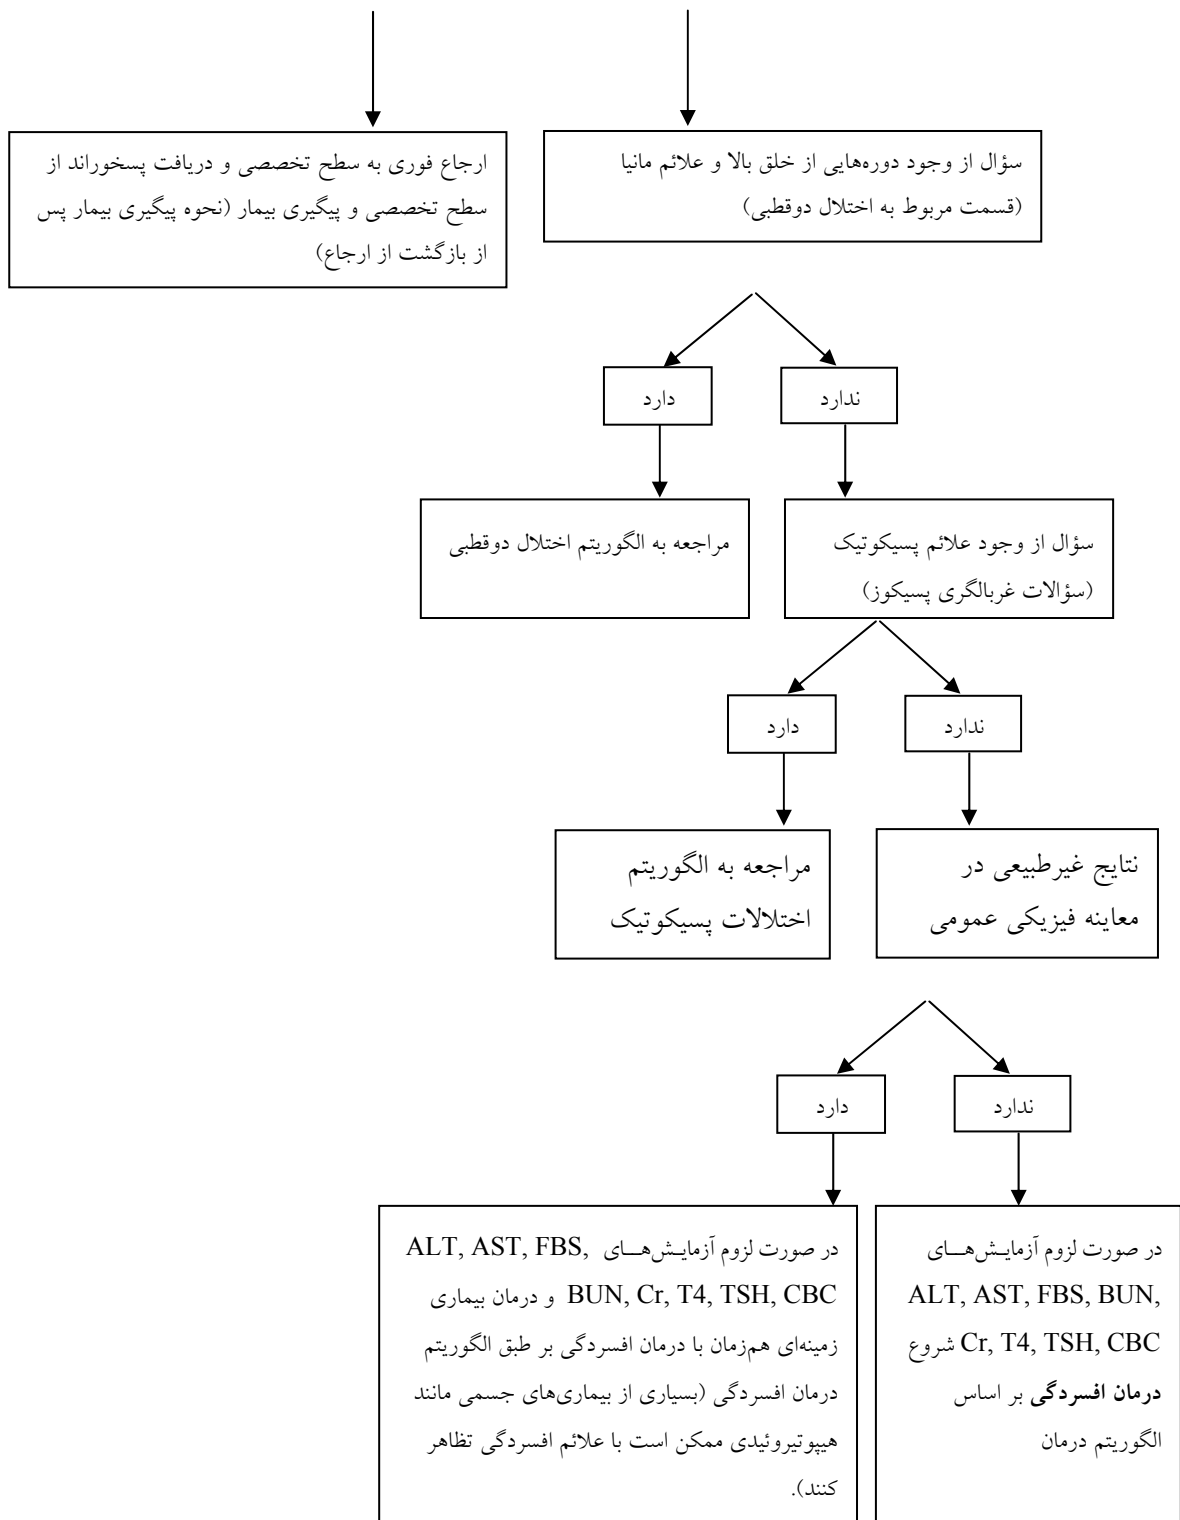 سؤال از وجود دوره‌هایی از خلق بالا و علائم مانیا
(قسمت مربوط به اختلال دوقطبی)
ارجاع فوری به سطح تخصصی و دریافت پسخوراند از
سطح تخصصی و پیگیری بیمار (نحوه پیگیری بیمار پس
از بازگشت از ارجاع)
ندارد
دارد
سؤال از وجود علائم پسیکوتیک
(سؤالات غربالگری پسیکوز)
مراجعه به الگوریتم اختلال دوقطبی
ندارد
دارد
نتایج غیرطبیعی در
معاینه فیزیکی عمومی
مراجعه به الگوریتم
اختلالات پسیکوتیک
ندارد
دارد
در صورت لزوم آزمایـش‌هـــای
ALT, AST, FBS, BUN,
Cr, T4, TSH, CBC شروع
درمان افسردگی بر اساس
الگوریتم درمان
در صورت لزوم آزمایـش‌هـــای ALT, AST, FBS,
BUN, Cr, T4, TSH, CBC و درمان بیماری
زمینه‌ای هم‌زمان با درمان افسردگی بر طبق الگوریتم
درمان افسردگی (بسیاری از بیماری‌های جسمی مانند
هیپوتیروئیدی ممکن است با علائم افسردگی تظاهر
کنند).